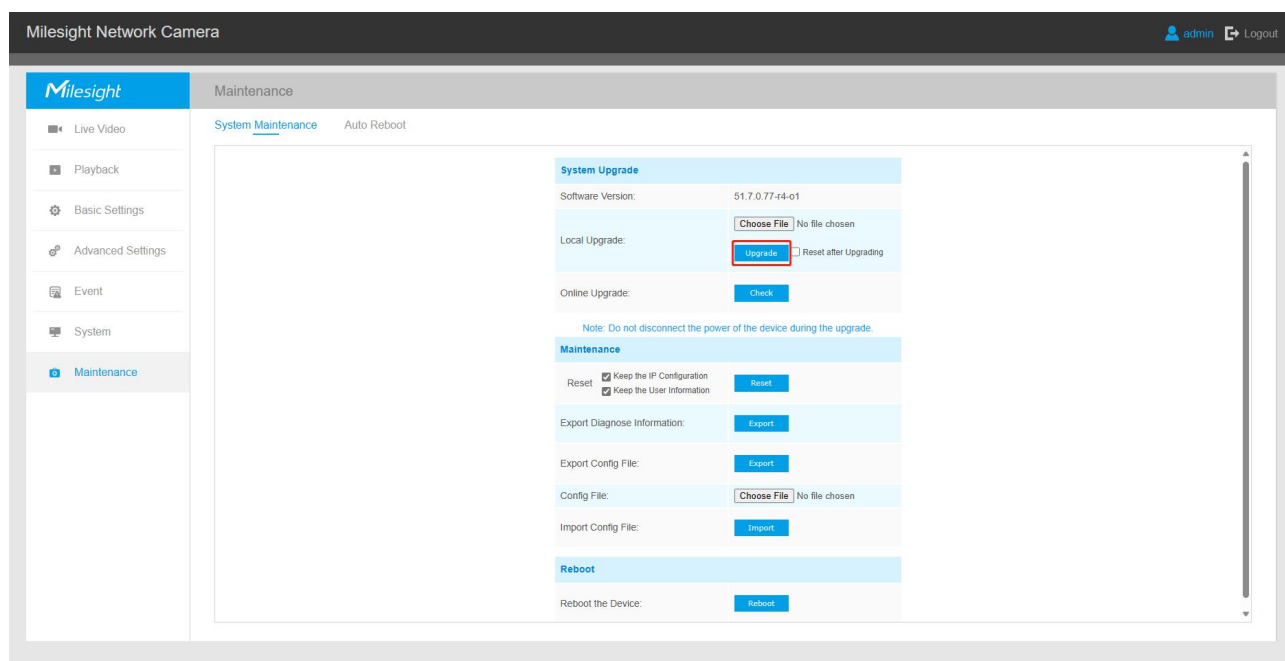 Milesight Network Camera
admin Logout
Milesight
Maintenance
Live Video
Playback
Basic Settings
Advanced Settings
Event
System
Maintenance
System Maintenance Auto Reboot
System Upgrade
Software Version: 51.7.0.77-r4-o1
Local Upgrade:
Choose File No file chosen
Upgrade Reset after Upgrading
Online Upgrade: Check
Note: Do not disconnect the power of the device during the upgrade.
Maintenance
Reset
Keep the IP Configuration
Keep the User Information
Reset
Export Diagnose Information: Export
Export Config File: Export
Config File: Choose File No file chosen
Import Config File: Import
Reboot
Reboot the Device: Reboot